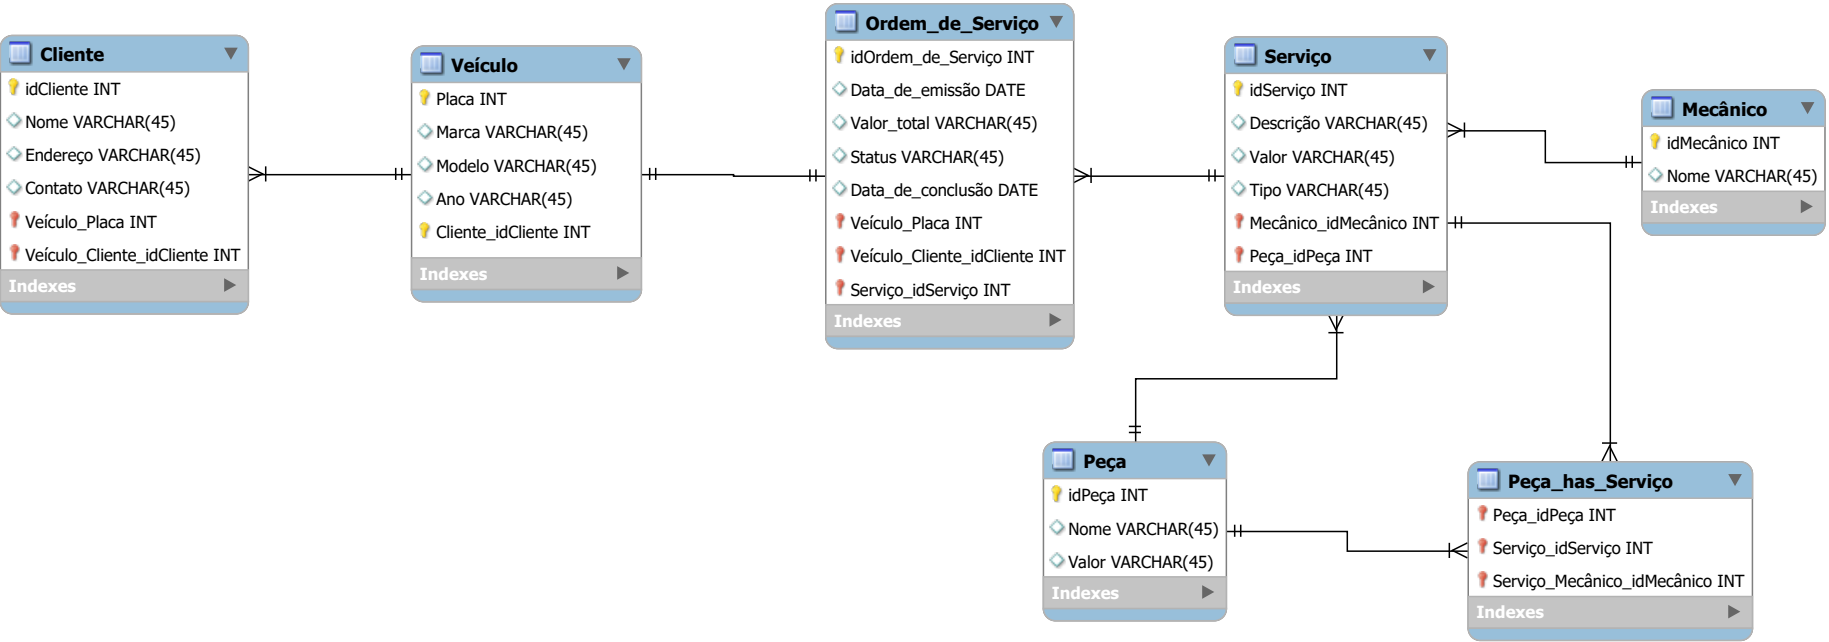 Cliente
idCliente INT
Nome VARCHAR(45)
Endereço VARCHAR(45)
Contato VARCHAR(45)
Veículo_Placa INT
Veículo_Cliente_idCliente INT
Indexes
Veículo
Placa INT
Marca VARCHAR(45)
Modelo VARCHAR(45)
Ano VARCHAR(45)
Cliente_idCliente INT
Indexes
Ordem_de_Serviço
idOrdem_de_Serviço INT
Data_de_emissão DATE
Valor_total VARCHAR(45)
Status VARCHAR(45)
Data_de_conclusão DATE
Veículo_Placa INT
Veículo_Cliente_idCliente INT
Serviço_idServiço INT
Indexes
Serviço
idServiço INT
Descrição VARCHAR(45)
Valor VARCHAR(45)
Tipo VARCHAR(45)
Mecânico_idMecânico INT
Peça_idPeça INT
Indexes
Mecânico
idMecânico INT
Nome VARCHAR(45)
Indexes
Peça
idPeça INT
Nome VARCHAR(45)
Valor VARCHAR(45)
Indexes
Peça_has_Serviço
Peça_idPeça INT
Serviço_idServiço INT
Serviço_Mecânico_idMecânico INT
Indexes